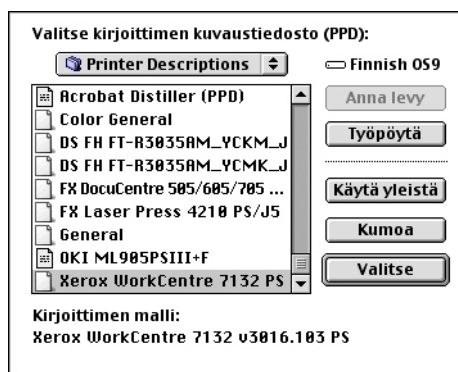 Valitse kirjoittimen kuvaustiedosto (PPD):
Printer Descriptions
Finnish OS9
Acrobat Distiller (PPD)
Color General
DS FH FT-R3035AM_YCKM_J
DS FH FT-R3035AM_YCMK_J
FX DocuCentre 505/605/705 ...
FX Laser Press 4210 PS/J5
General
OKI ML905PSIII+F
Xerox WorkCentre 7132 PS
Anna levy
Työpöytä
Käytä yleistä
Kumoa
Valitse
Kirjoittimen malli:
Xerox WorkCentre 7132 v3016.103 PS